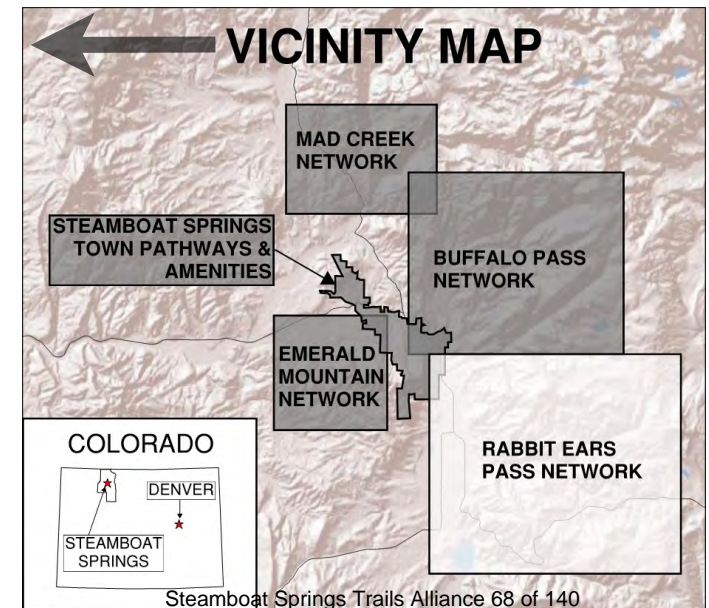 VICINITY MAP
MAD CREEK
NETWORK
STEAMBOAT SPRINGS
TOWN PATHWAYS &
AMENITIES
BUFFALO PASS
NETWORK
EMERALD
MOUNTAIN
NETWORK
RABBIT EARS
PASS NETWORK
COLORADO
DENVER
STEAMBOAT
SPRINGS
Steamboat Springs Trails Alliance 68 of 140